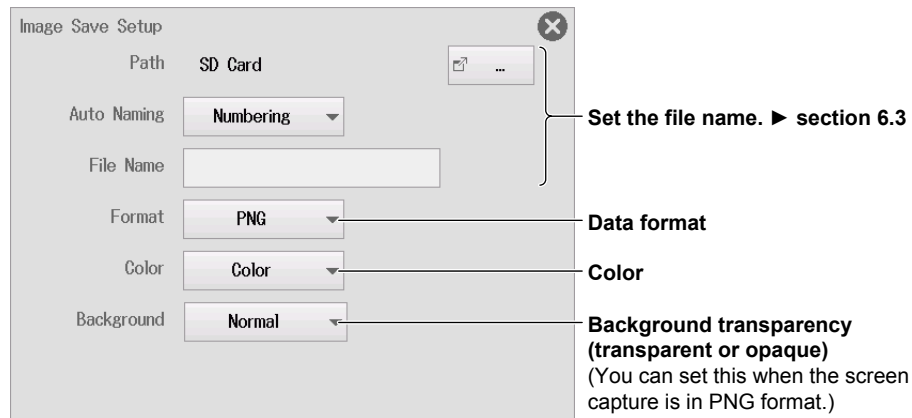 Image Save Setup
Path SD Card ...
Auto Naming Numbering
File Name
Set the file name. ► section 6.3
Format PNG
Data format
Color Color
Color
Background Normal
Background transparency
(transparent or opaque)
(You can set this when the screen
capture is in PNG format.)